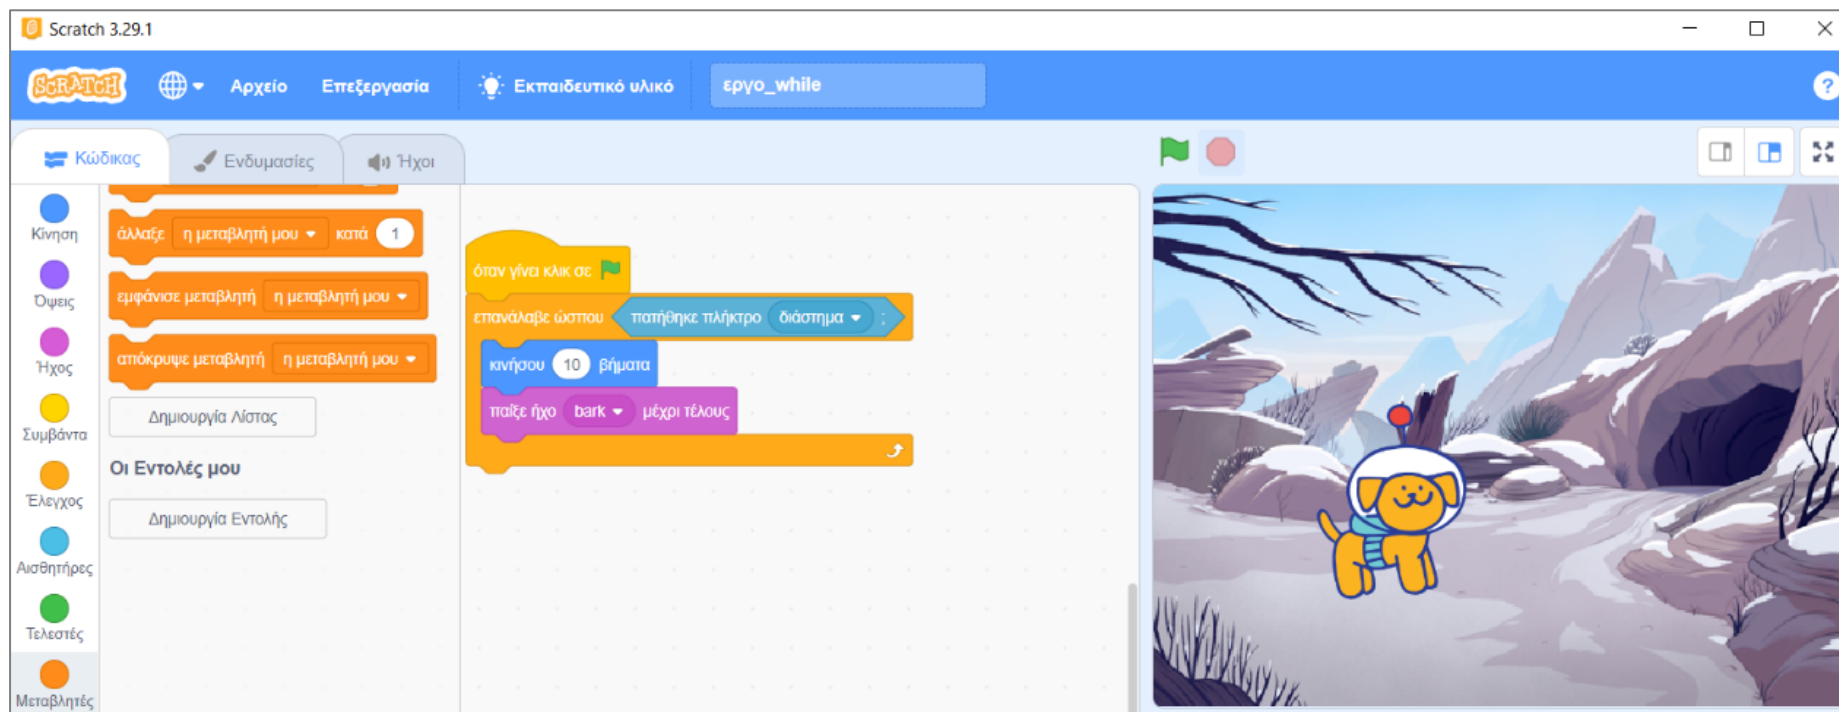 Scratch 3.29.1
SCRATCH Αρχείο Επεξεργασία Εκπαιδευτικό υλικό εργο_while ?
Κώδικας Ενδυμασίες Ήχοι
Κίνηση
Όψεις
Ήχος
Συμβάντα
Έλεγχος
Αισθητήρες
Τελεστές
Μεταβλητές
άλλαξε η μεταβλητή μου κατά 1
εμφάνισε μεταβλητή η μεταβλητή μου
απόκρυψε μεταβλητή η μεταβλητή μου
Δημιουργία Λίστας
Οι Εντολές μου
Δημιουργία Εντολής
όταν γίνει κλικ σε
επανάλαβε ώσπου πατήθηκε πλήκτρο διάστημα ;
κινήσου 10 βήματα
παίξε ήχο bark μέχρι τέλους